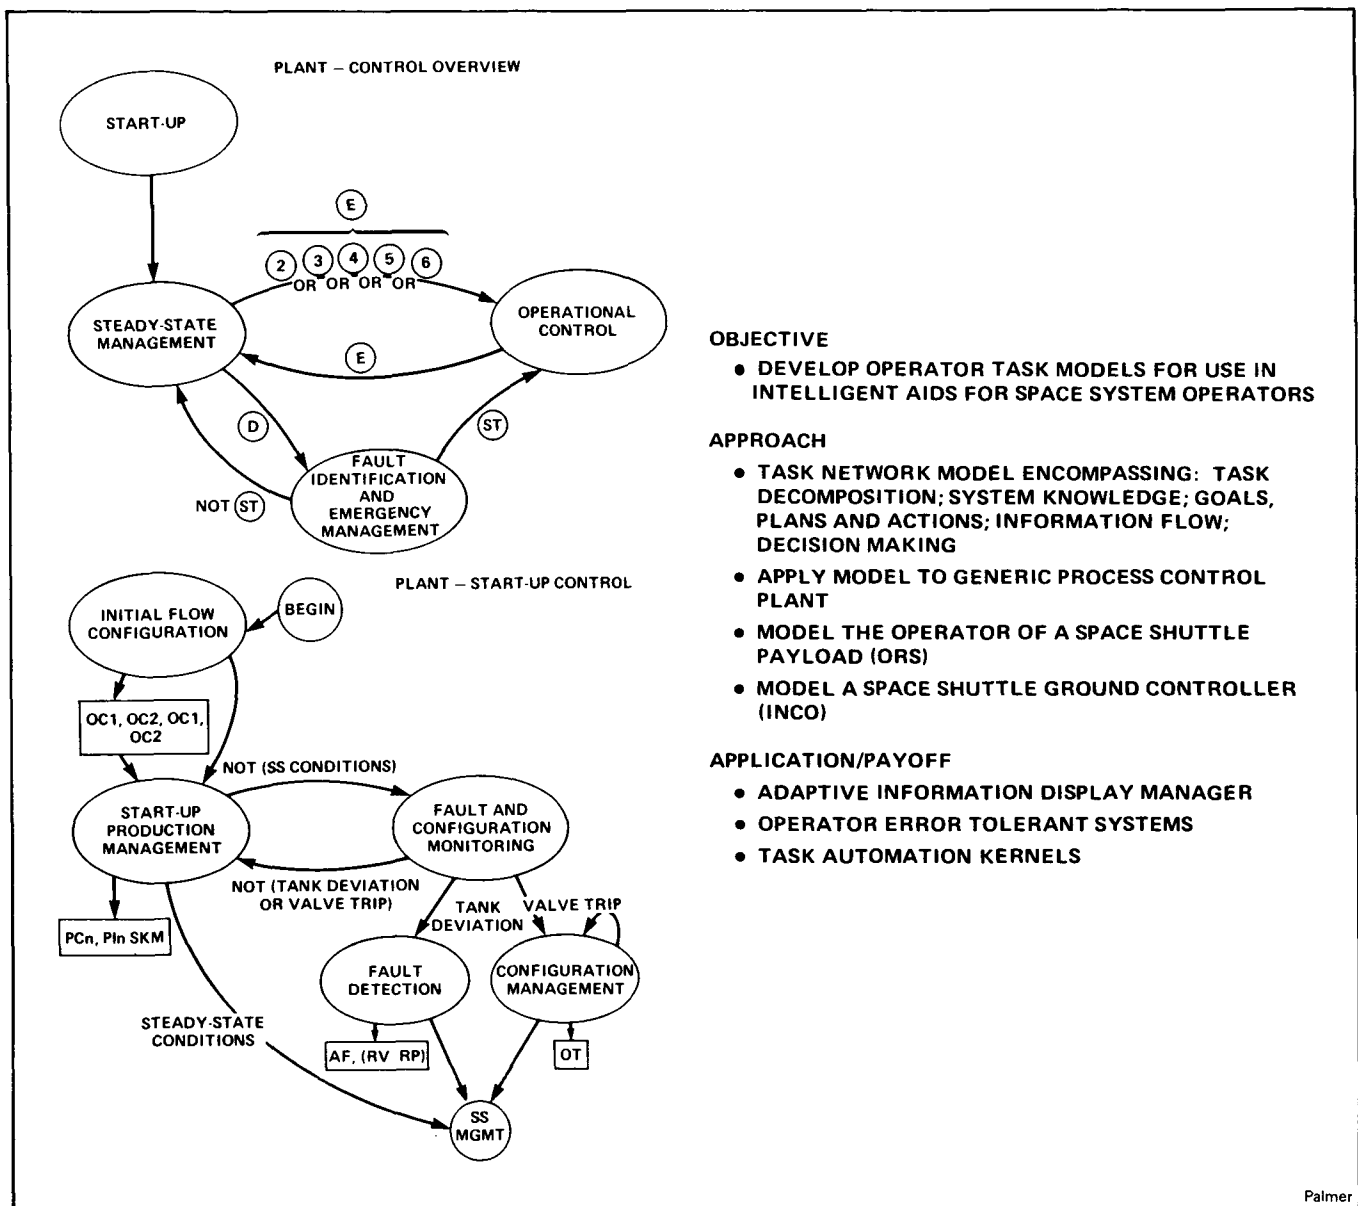 PLANT – CONTROL OVERVIEW
START-UP
E
2 3 4 5 6
OR OR OR OR
STEADY-STATE
MANAGEMENT
OPERATIONAL
CONTROL
E
D
ST
FAULT
IDENTIFICATION
AND
EMERGENCY
MANAGEMENT
NOT ST
PLANT – START-UP CONTROL
INITIAL FLOW
CONFIGURATION
BEGIN
OC1, OC2, OC1,
OC2
NOT (SS CONDITIONS)
START-UP
PRODUCTION
MANAGEMENT
FAULT AND
CONFIGURATION
MONITORING
NOT (TANK DEVIATION
OR VALVE TRIP)
TANK
DEVIATION
VALVE TRIP
PCn, PIn SKM
FAULT
DETECTION
CONFIGURATION
MANAGEMENT
STEADY-STATE
CONDITIONS
AF, (RV RP)
OT
SS
MGMT
OBJECTIVE
● DEVELOP OPERATOR TASK MODELS FOR USE IN
INTELLIGENT AIDS FOR SPACE SYSTEM OPERATORS
APPROACH
● TASK NETWORK MODEL ENCOMPASSING: TASK
DECOMPOSITION; SYSTEM KNOWLEDGE; GOALS,
PLANS AND ACTIONS; INFORMATION FLOW;
DECISION MAKING
● APPLY MODEL TO GENERIC PROCESS CONTROL
PLANT
● MODEL THE OPERATOR OF A SPACE SHUTTLE
PAYLOAD (ORS)
● MODEL A SPACE SHUTTLE GROUND CONTROLLER
(INCO)
APPLICATION/PAYOFF
● ADAPTIVE INFORMATION DISPLAY MANAGER
● OPERATOR ERROR TOLERANT SYSTEMS
● TASK AUTOMATION KERNELS
Palmer